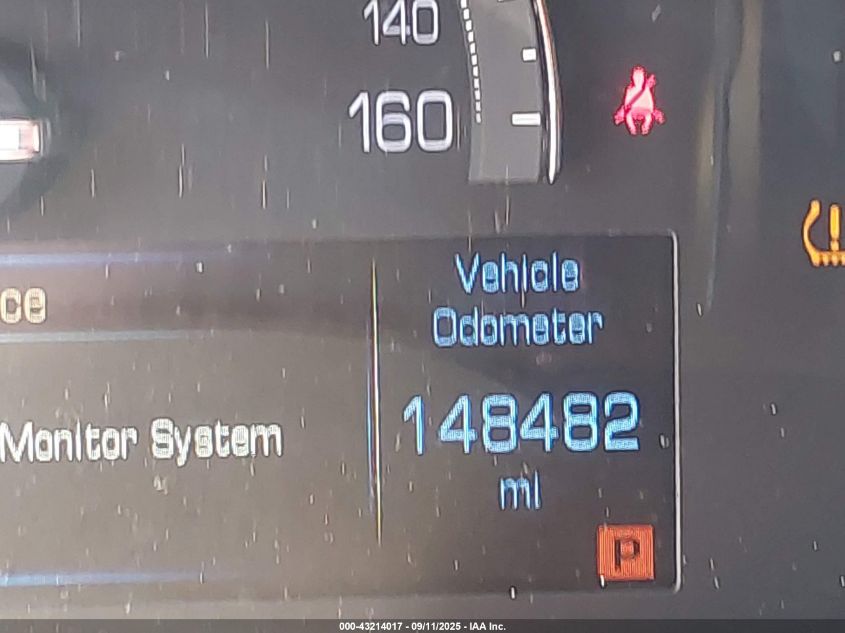 140
160
Vehicle
Odometer
ce
Monitor System
148482
mi
P
000-43214017 - 09/11/2025 - IAA Inc.